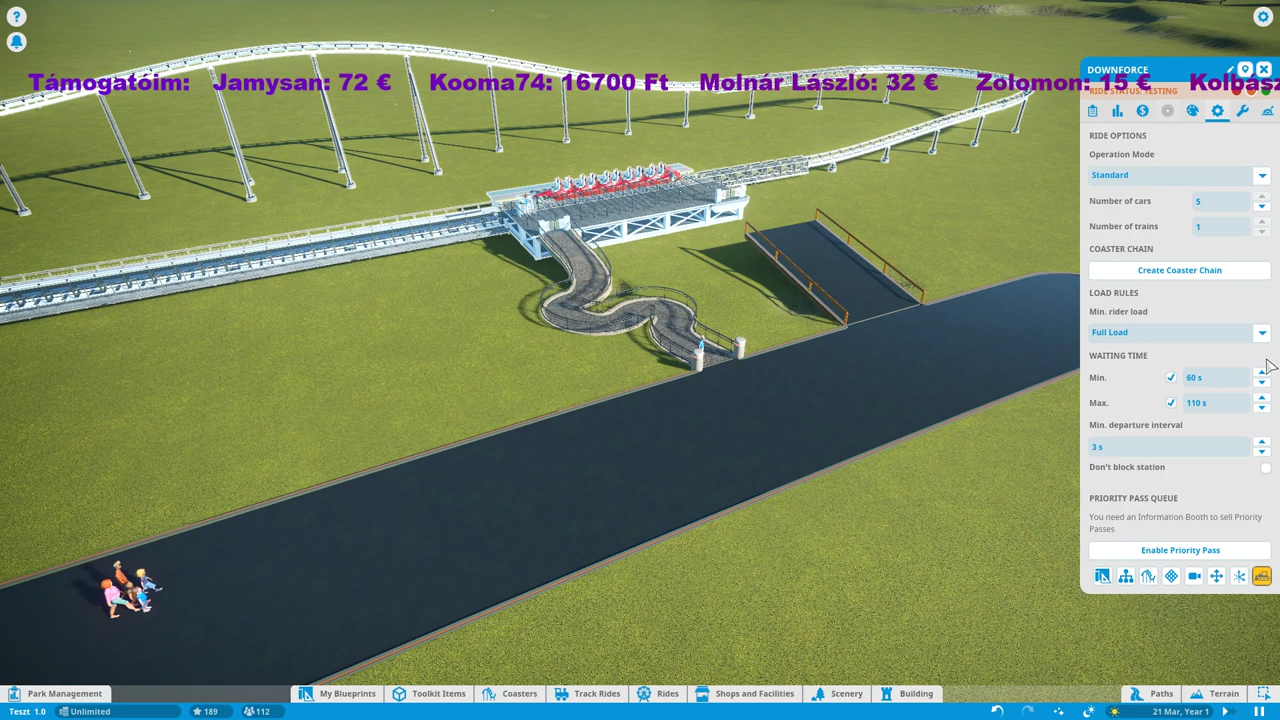 Támogatóim: Jamysan: 72 € Kooma74: 16700 Ft Molnár László: 32 € Zolomon: 15 €
DOWNFORCE
RIDE STATUS: TESTING
RIDE OPTIONS
Operation Mode
Standard
Number of cars 5
Number of trains 1
COASTER CHAIN
Create Coaster Chain
LOAD RULES
Min. rider load
Full Load
WAITING TIME
Min. 60 s
Max. 110 s
Min. departure interval
3 s
Don't block station
PRIORITY PASS QUEUE
You need an Information Booth to sell Priority
Passes
Enable Priority Pass
Park Management My Blueprints Toolkit Items Coasters Track Rides Rides Shops and Facilities Scenery Building Paths Terrain
Teszt 1.0 Unlimited 189 112 21 Mar, Year 1